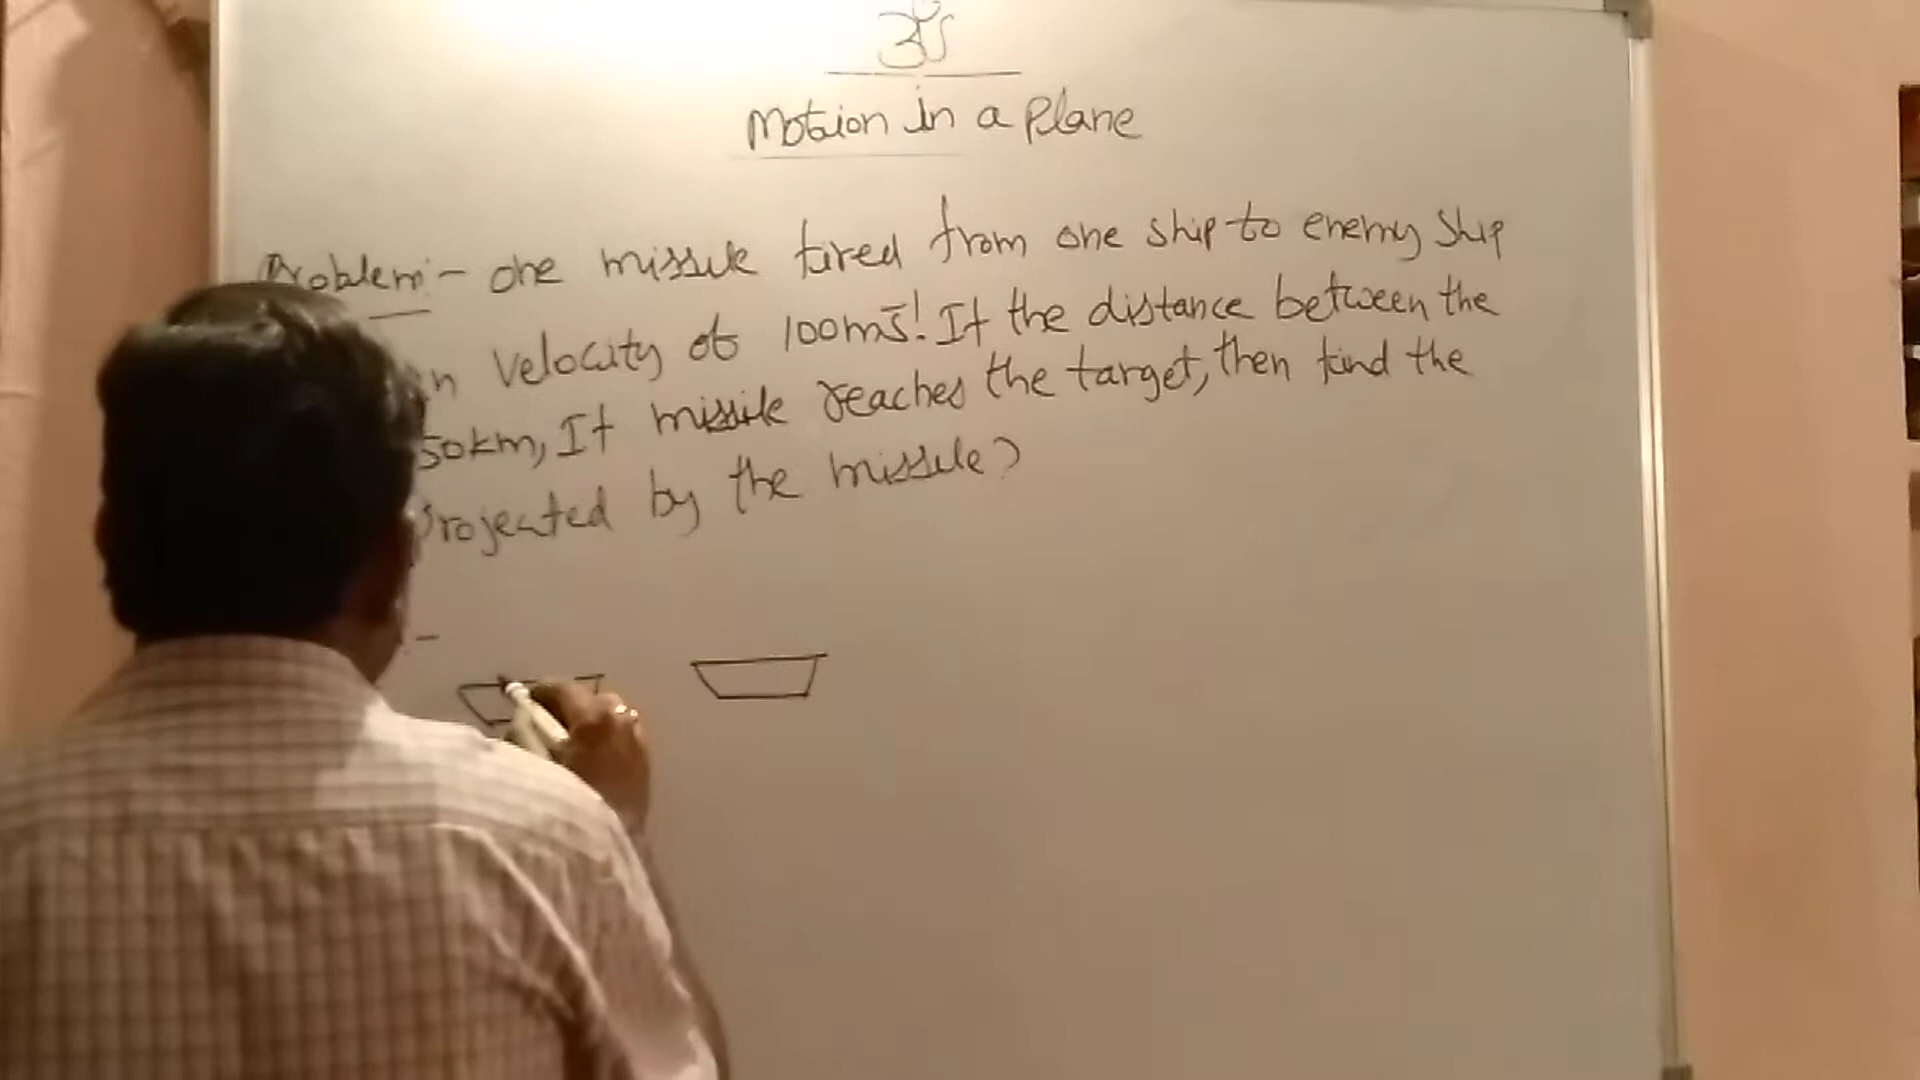 ॐ
Motion in a Plane
Problem:- one missile fired from one ship to enemy ship
velocity of 100ms⁻¹. If the distance between the
50km, If missile reaches the target, then find the
Projected by the missile?